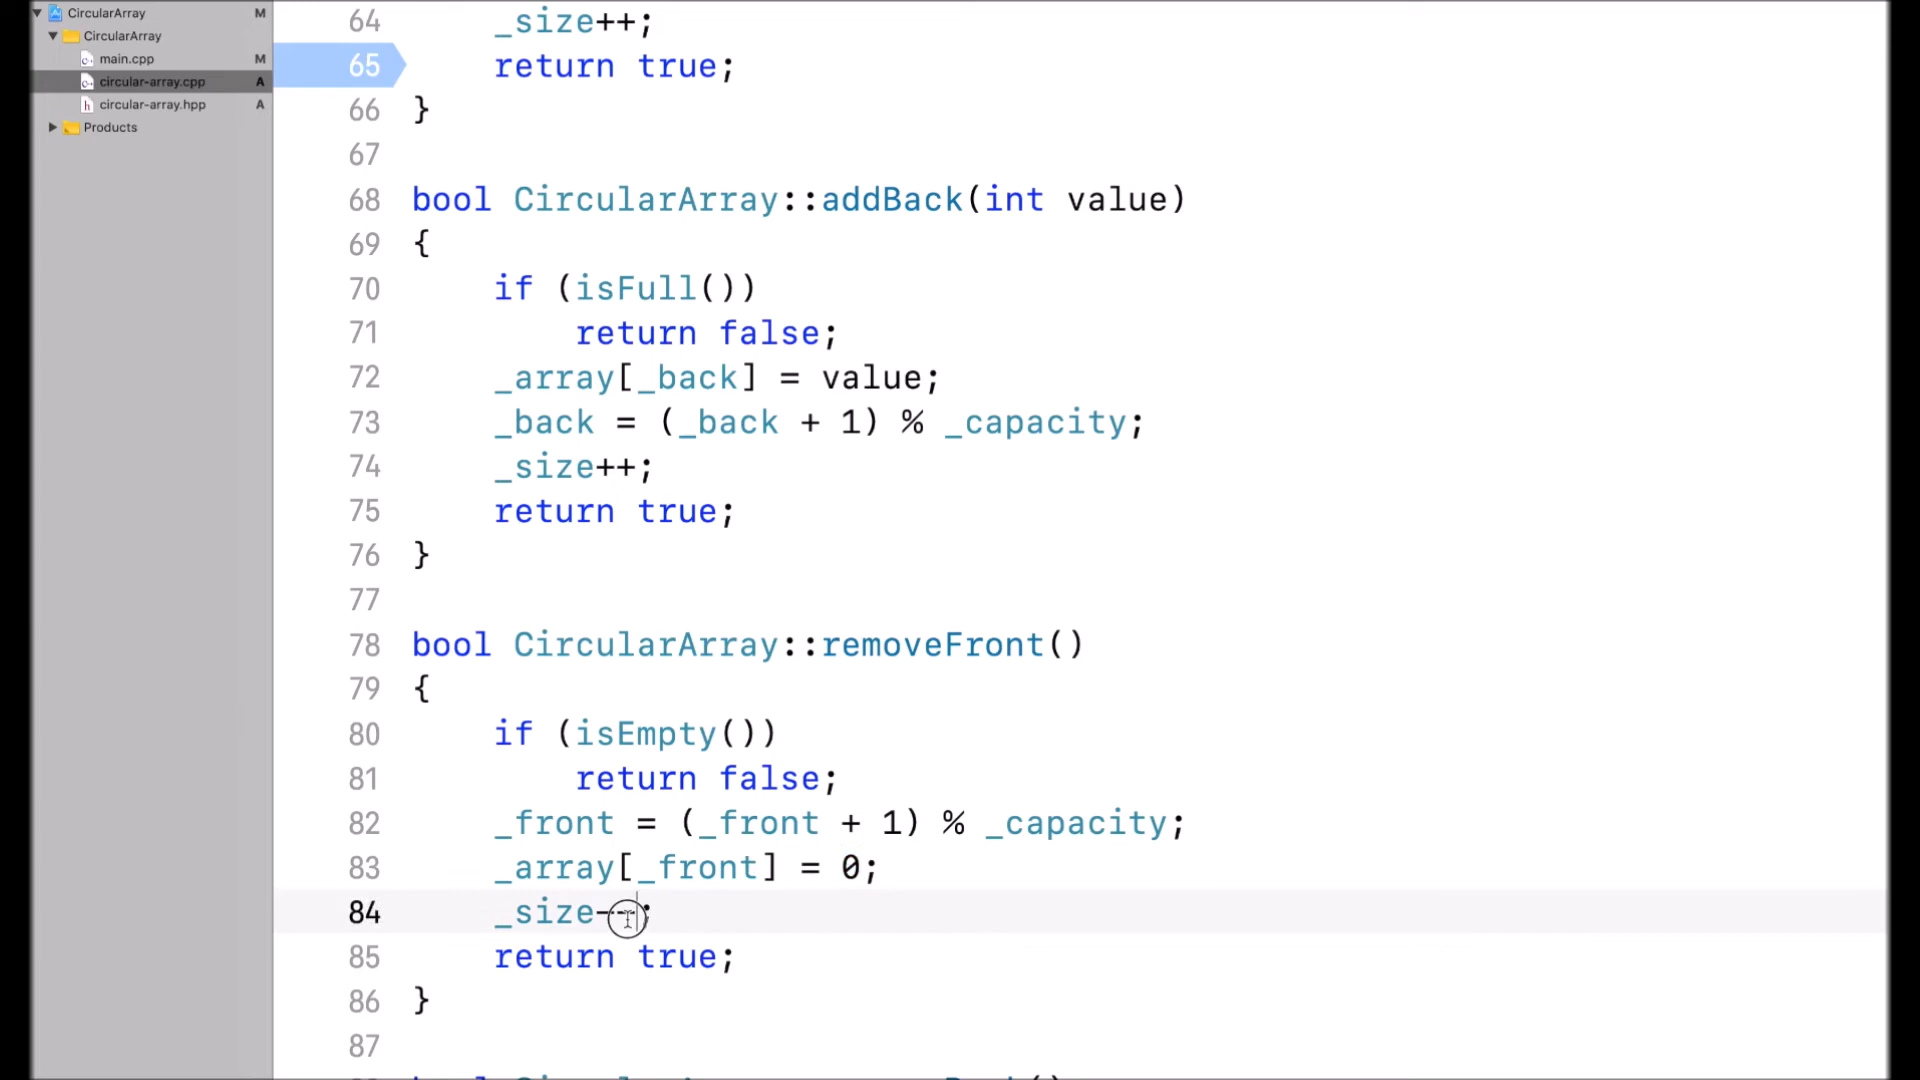 CircularArray M
CircularArray
main.cpp M
circular-array.cpp A
circular-array.hpp A
Products
64 _size++;
65 return true;
66 }
67
68 bool CircularArray::addBack(int value)
69 {
70 if (isFull())
71 return false;
72 _array[_back] = value;
73 _back = (_back + 1) % _capacity;
74 _size++;
75 return true;
76 }
77
78 bool CircularArray::removeFront()
79 {
80 if (isEmpty())
81 return false;
82 _front = (_front + 1) % _capacity;
83 _array[_front] = 0;
84 _size--;
85 return true;
86 }
87